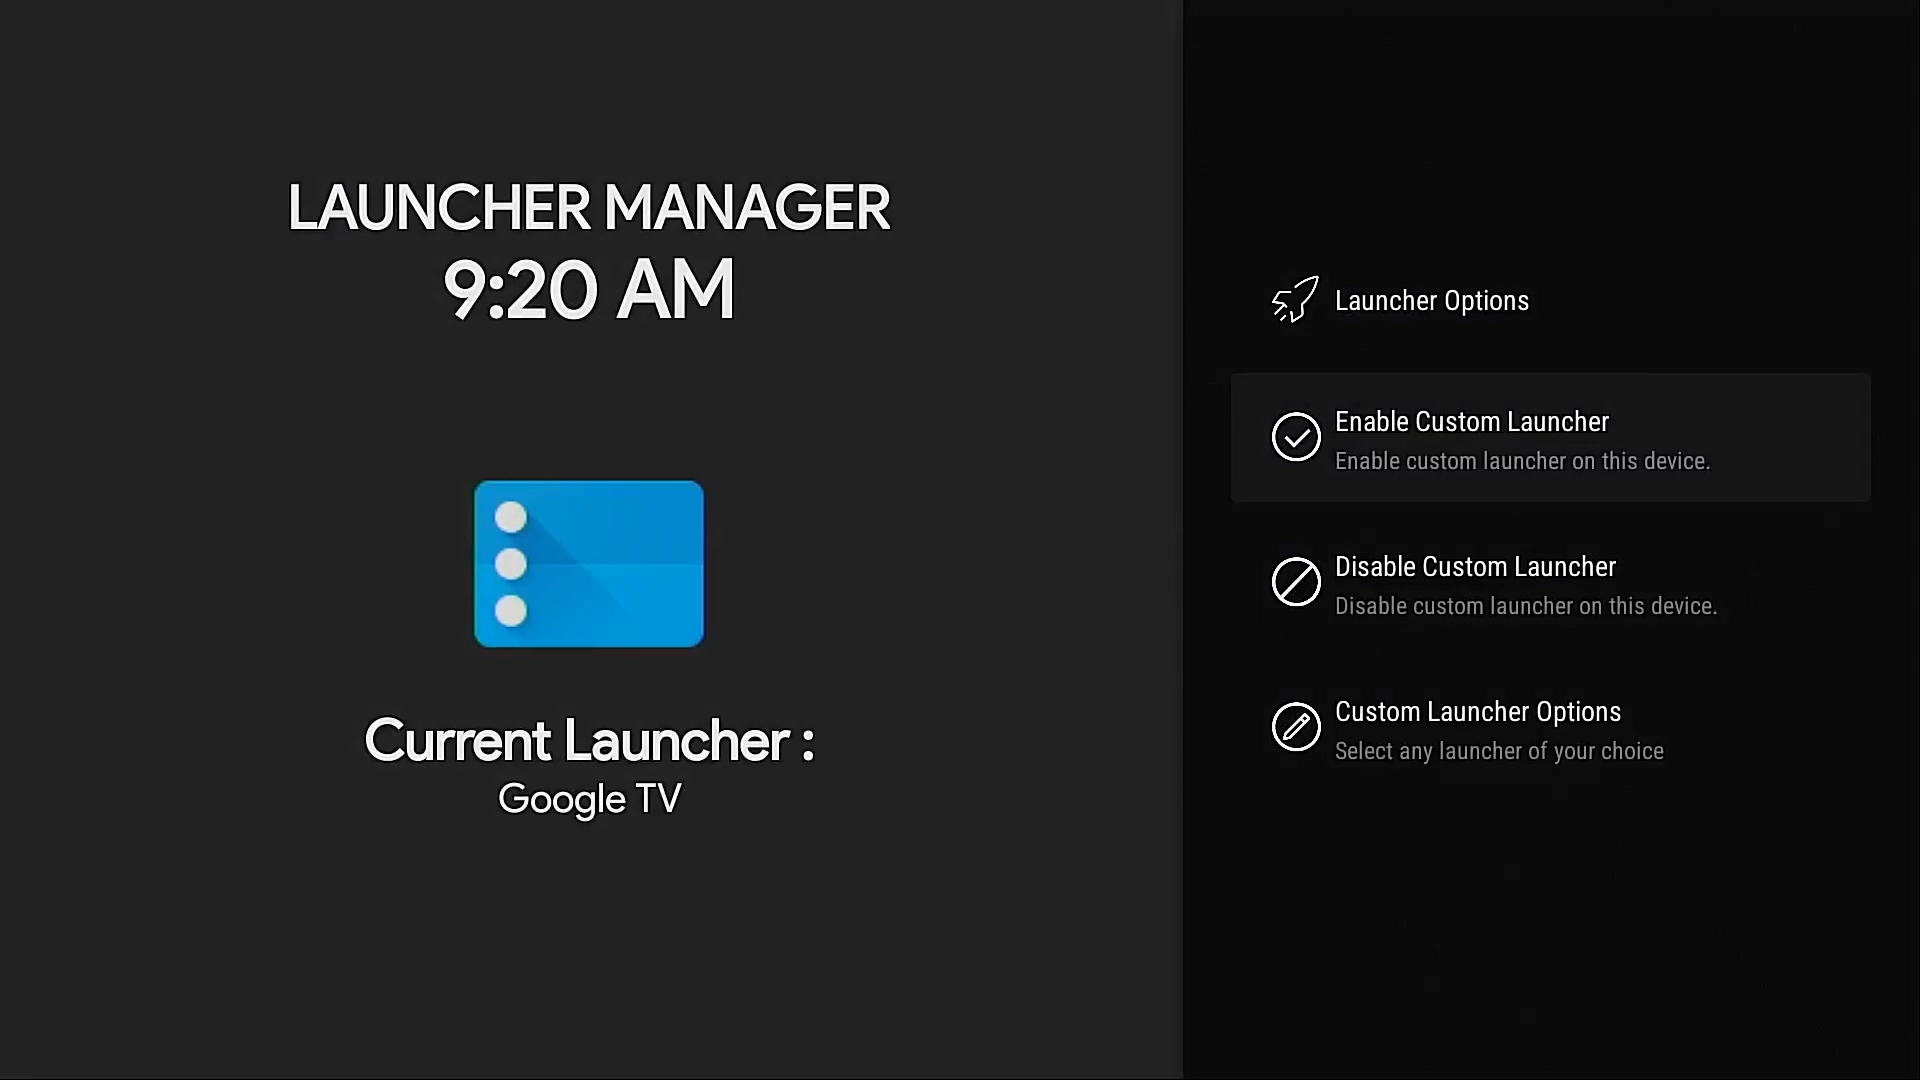 LAUNCHER MANAGER
9:20 AM
Current Launcher :
Google TV
Launcher Options
Enable Custom Launcher
Enable custom launcher on this device.
Disable Custom Launcher
Disable custom launcher on this device.
Custom Launcher Options
Select any launcher of your choice